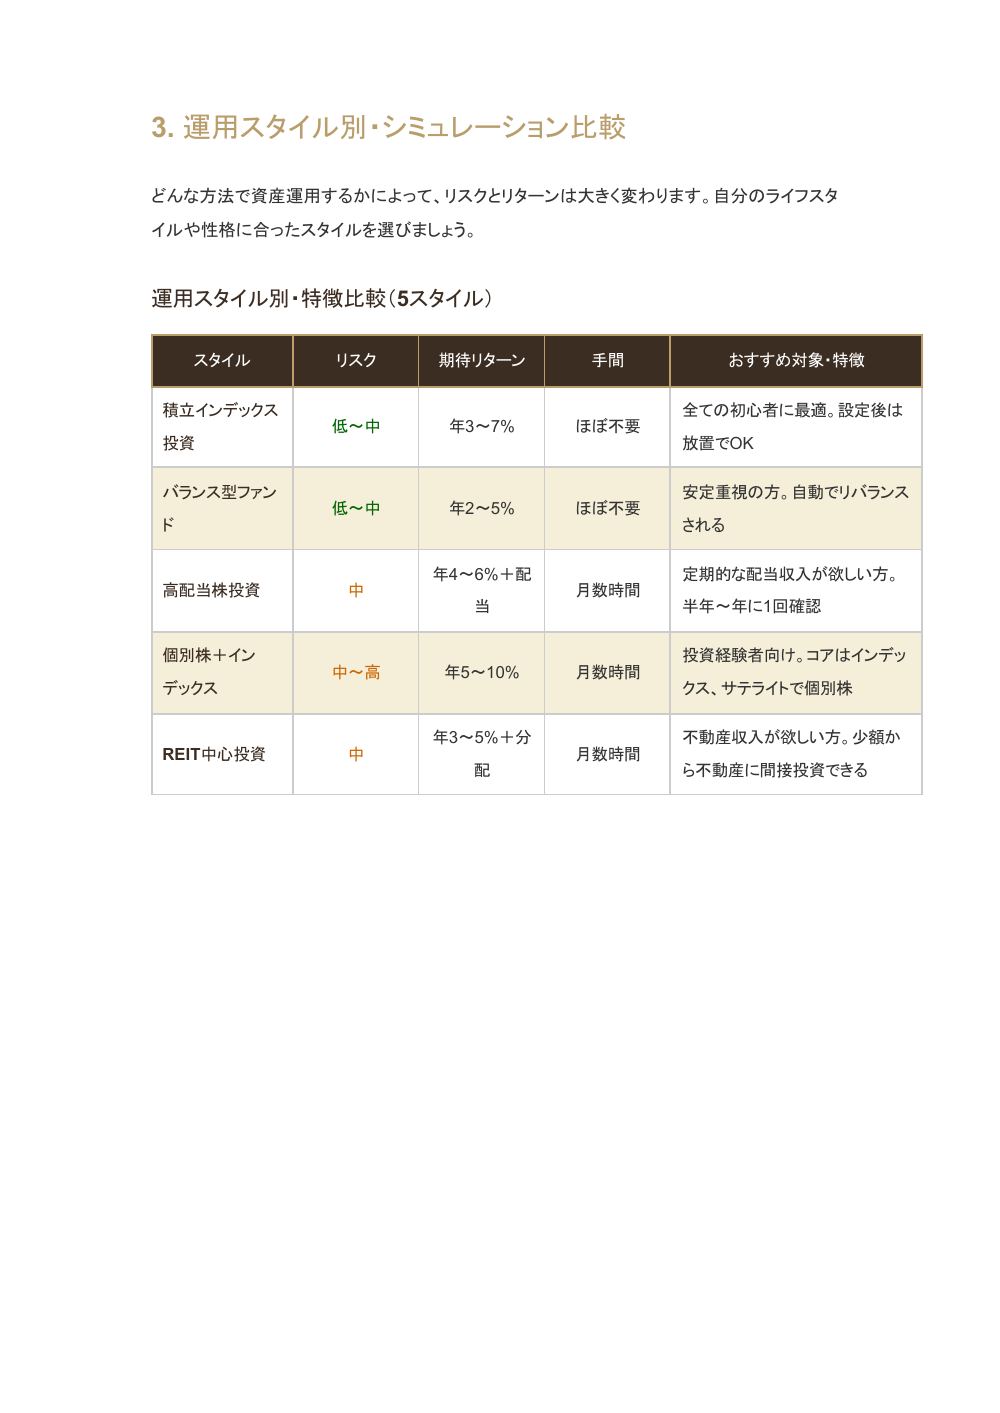 3. 運用スタイル別・シミュレーション比較
どんな方法で資産運用するかによって、リスクとリターンは大きく変わります。自分のライフスタ
イルや性格に合ったスタイルを選びましょう。
運用スタイル別・特徴比較（5スタイル）
スタイル リスク 期待リターン 手間 おすすめ対象・特徴
積立インデックス
投資
低〜中
年3〜7%
ほぼ不要
全ての初心者に最適。設定後は
放置でOK
バランス型ファン
ド
低〜中
年2〜5%
ほぼ不要
安定重視の方。自動でリバランス
される
高配当株投資
中
年4〜6%＋配
当
月数時間
定期的な配当収入が欲しい方。
半年〜年に1回確認
個別株＋イン
デックス
中〜高
年5〜10%
月数時間
投資経験者向け。コアはインデッ
クス、サテライトで個別株
REIT中心投資
中
年3〜5%＋分
配
月数時間
不動産収入が欲しい方。少額か
ら不動産に間接投資できる